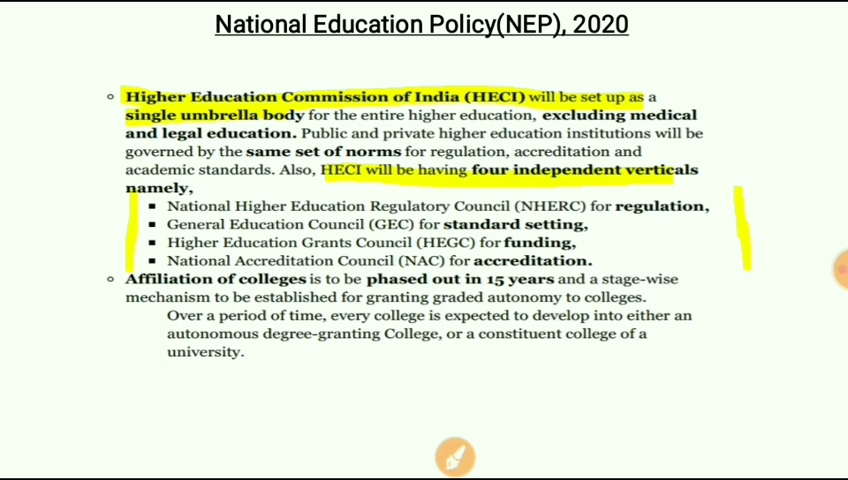 National Education Policy(NEP), 2020
Higher Education Commission of India (HECI) will be set up as a
single umbrella body for the entire higher education, excluding medical
and legal education. Public and private higher education institutions will be
governed by the same set of norms for regulation, accreditation and
academic standards. Also, HECI will be having four independent verticals
namely,
National Higher Education Regulatory Council (NHERC) for regulation,
General Education Council (GEC) for standard setting,
Higher Education Grants Council (HEGC) for funding,
National Accreditation Council (NAC) for accreditation.
Affiliation of colleges is to be phased out in 15 years and a stage-wise
mechanism to be established for granting graded autonomy to colleges.
Over a period of time, every college is expected to develop into either an
autonomous degree-granting College, or a constituent college of a
university.